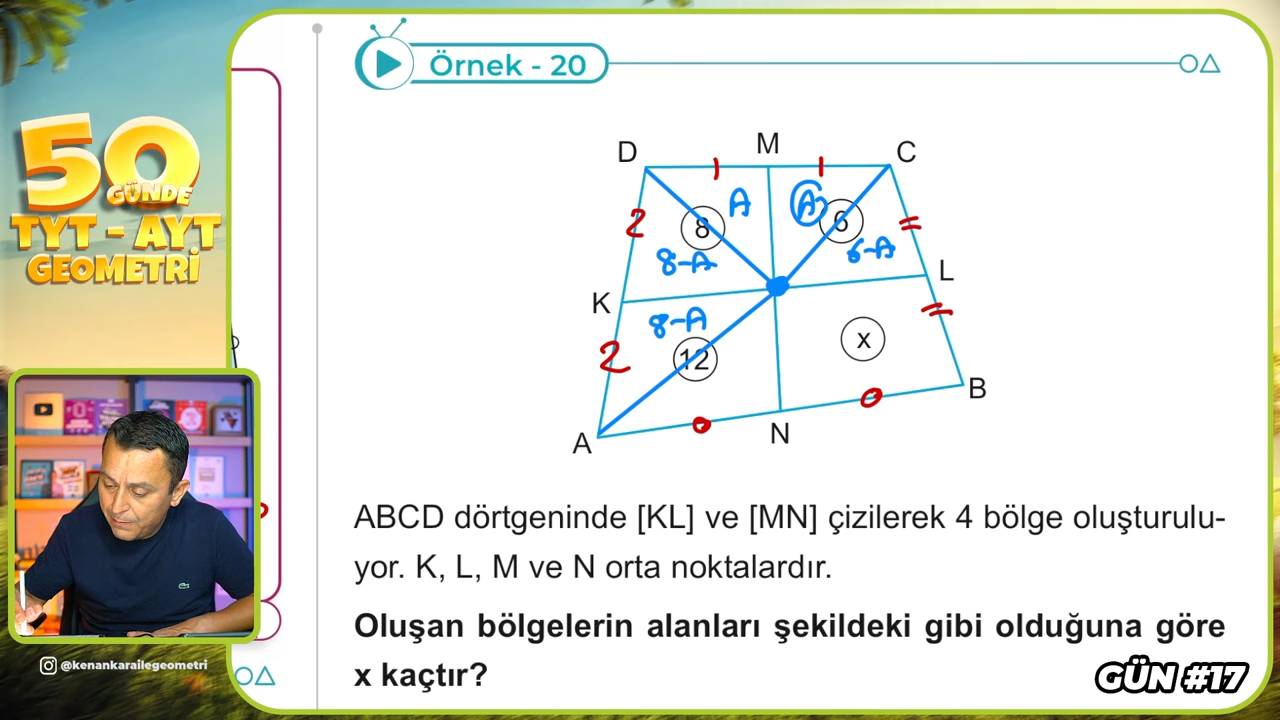 Örnek - 20
50
GÜNDE
TYT - AYT
GEOMETRİ
D
M
C
A
A
8
6
2
8-A
6-A
L
K
8-A
12
x
2
B
A
N
ABCD dörtgeninde [KL] ve [MN] çizilerek 4 bölge oluşturulu-
yor. K, L, M ve N orta noktalardır.
Oluşan bölgelerin alanları şekildeki gibi olduğuna göre
x kaçtır?
@kenankarailegeometri
GÜN #17